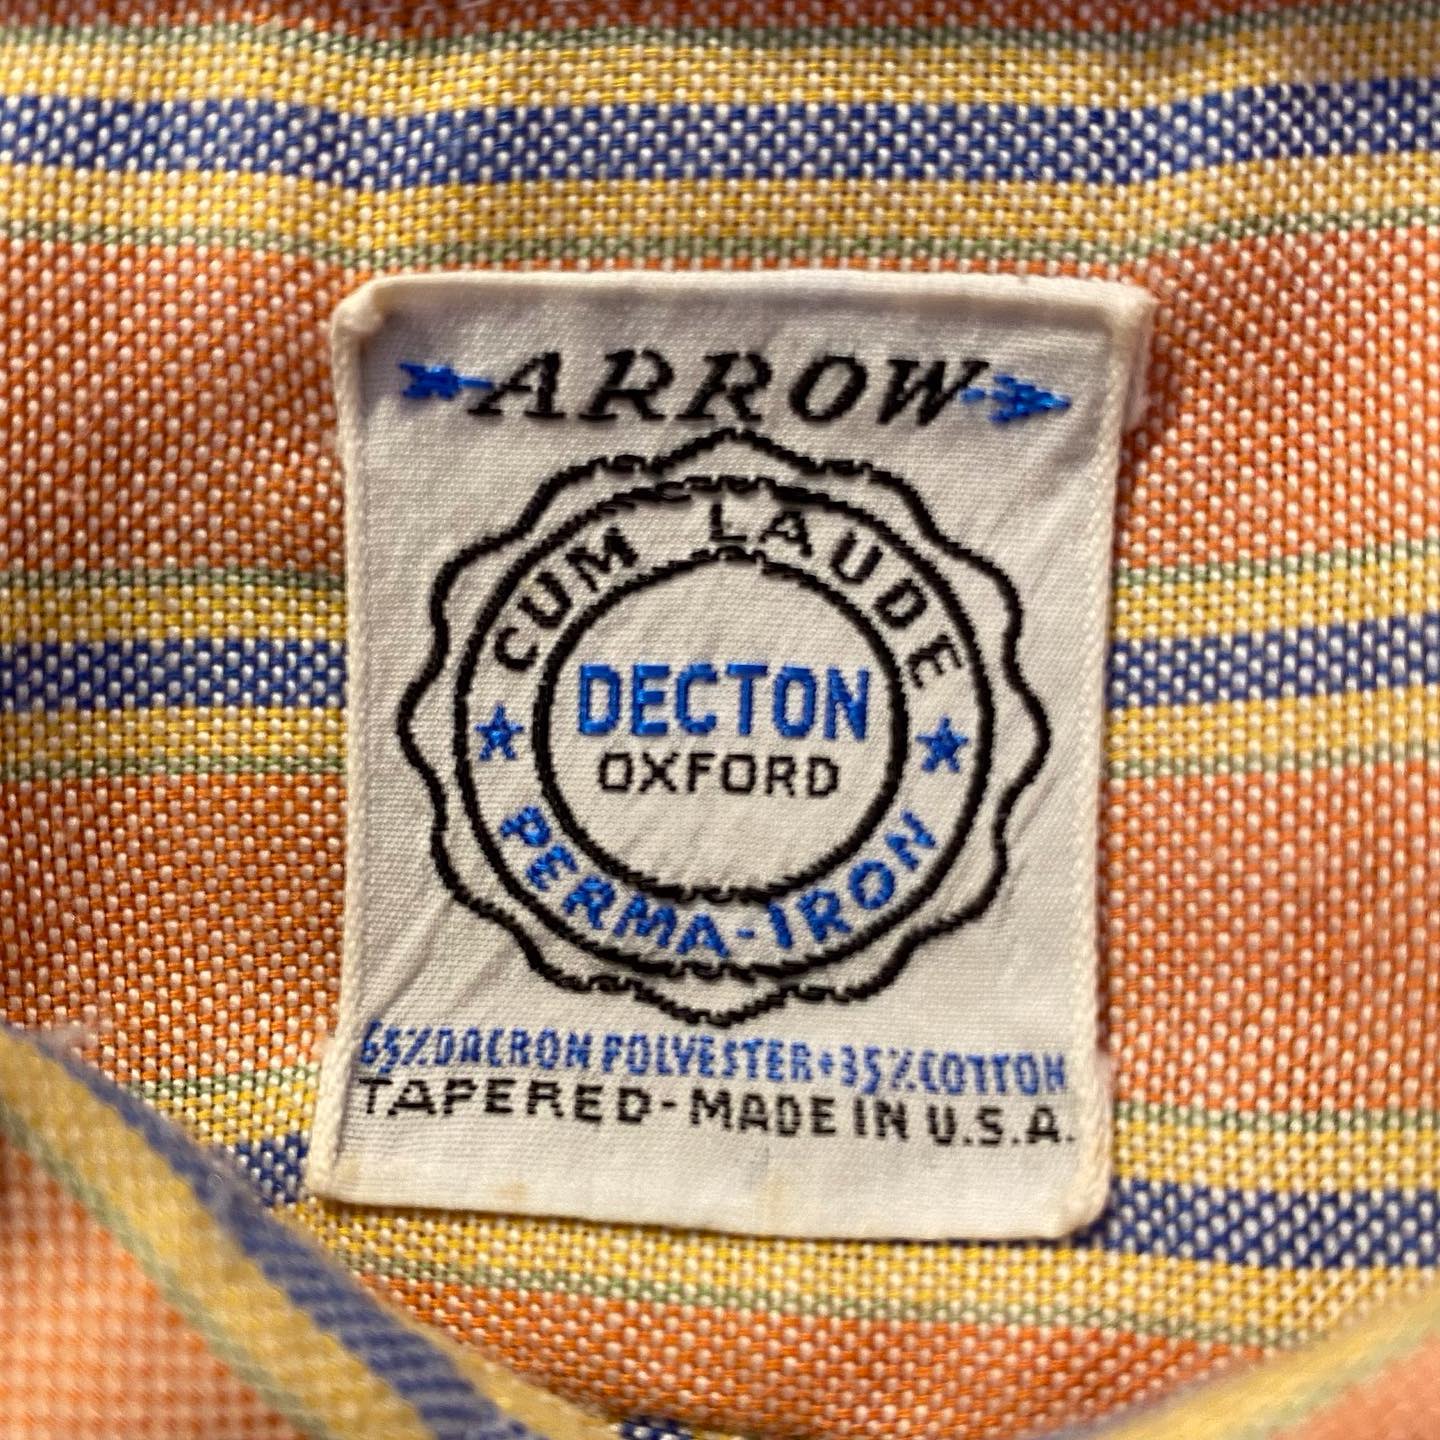 ARROW
CUM LAUDE
DECTON
OXFORD
PERMA-IRON
65% DACRON POLYESTER • 35% COTTON
TAPERED - MADE IN U.S.A.